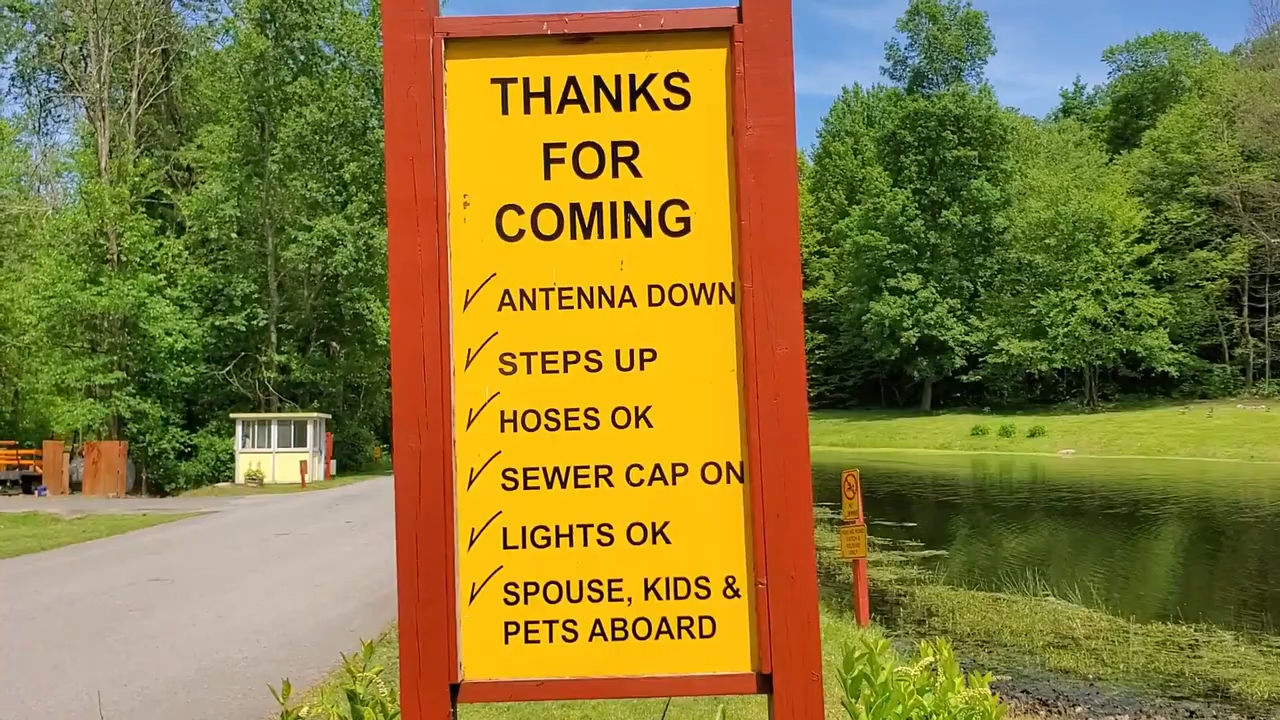 THANKS
FOR
COMING
✓ ANTENNA DOWN
✓ STEPS UP
✓ HOSES OK
✓ SEWER CAP ON
✓ LIGHTS OK
✓ SPOUSE, KIDS &
PETS ABOARD